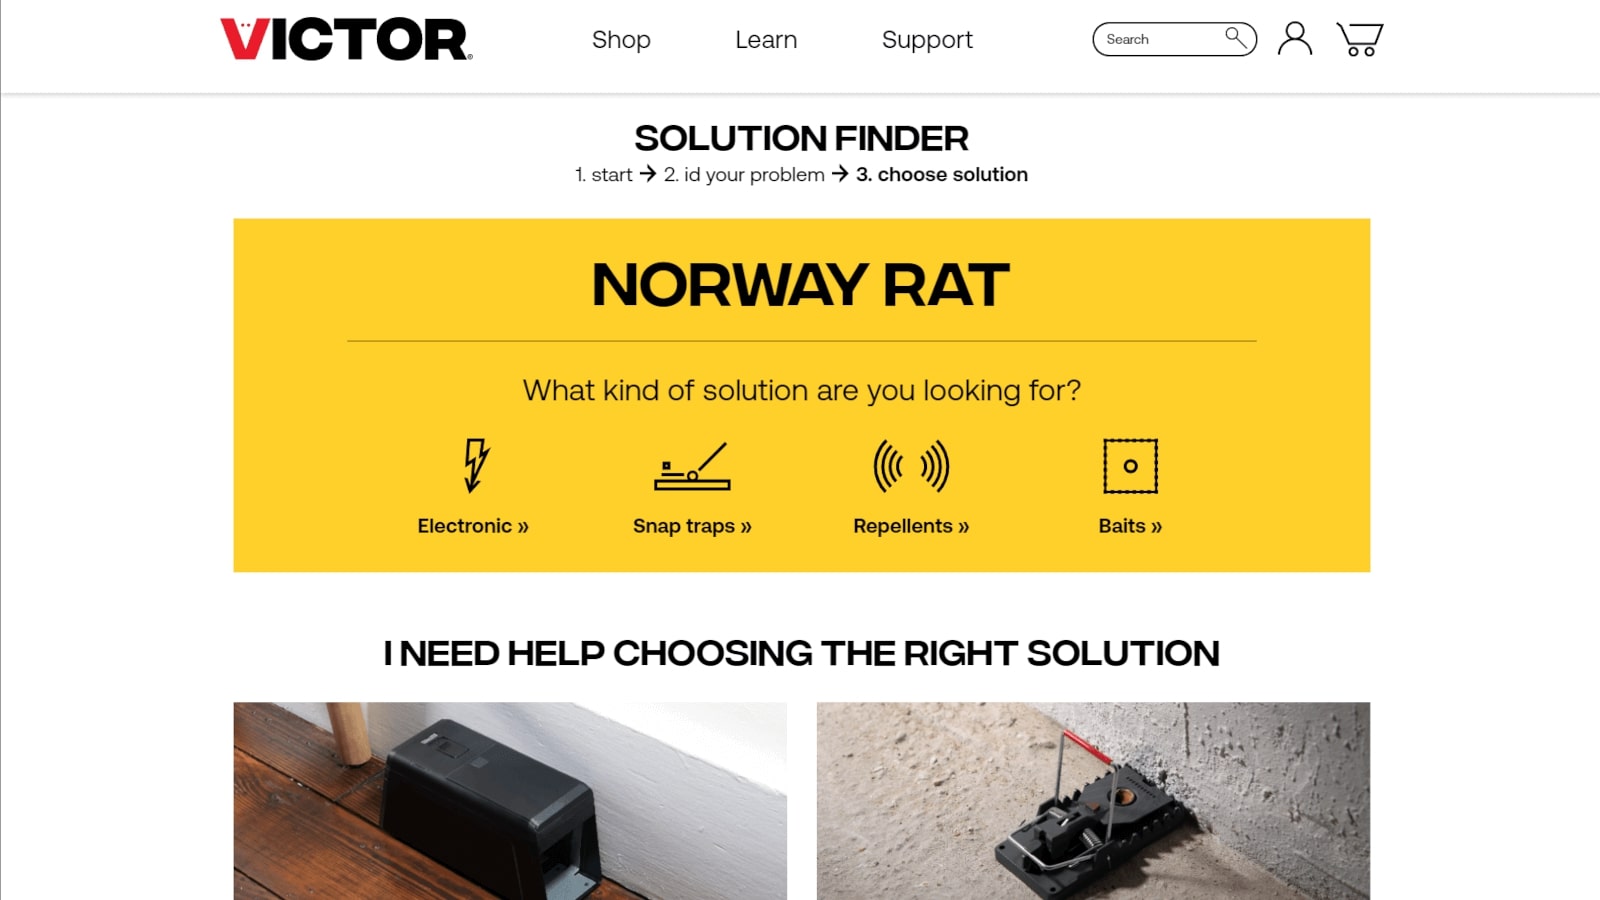 VICTOR®
Shop Learn Support Search
SOLUTION FINDER
1. start → 2. id your problem → 3. choose solution
NORWAY RAT
What kind of solution are you looking for?
Electronic » Snap traps » Repellents » Baits »
I NEED HELP CHOOSING THE RIGHT SOLUTION